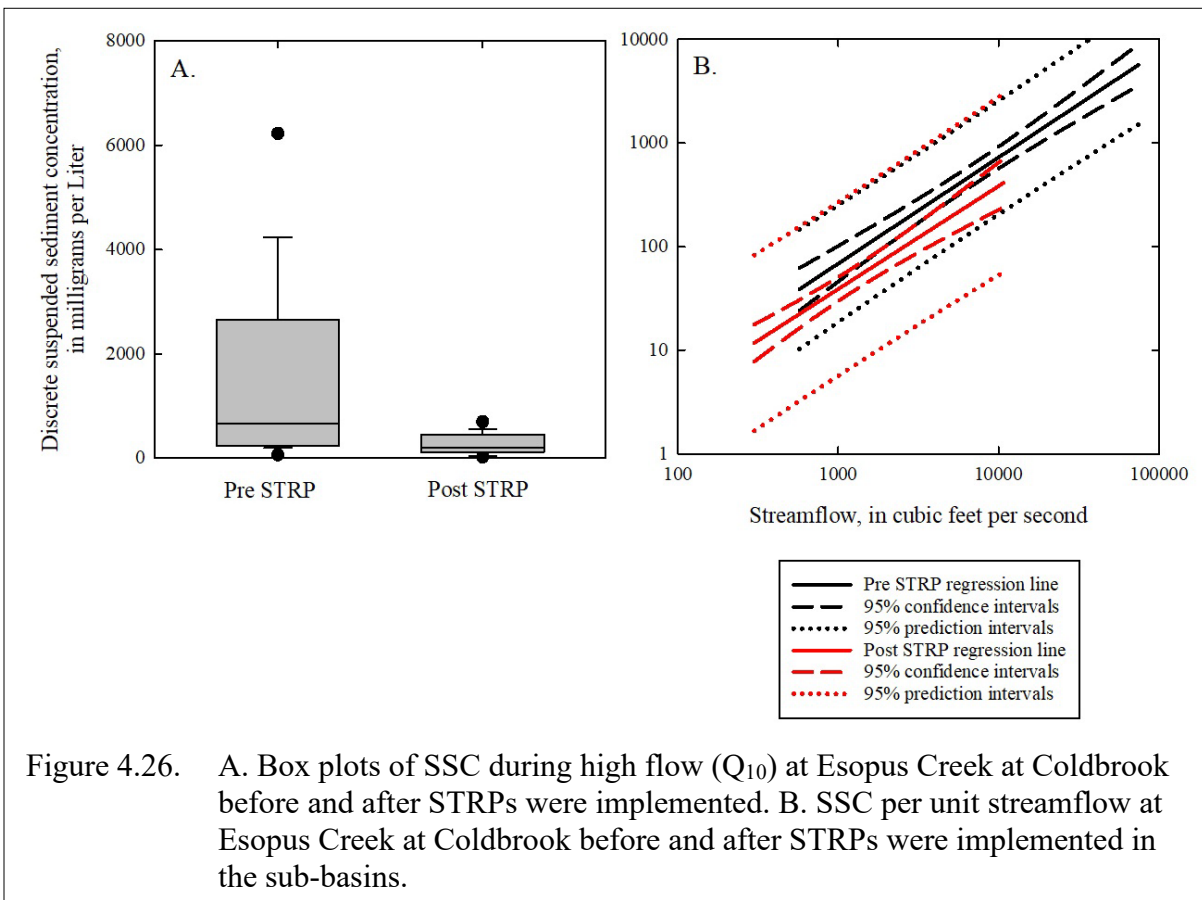 Discrete suspended sediment concentration,
in milligrams per Liter
8000
6000
4000
2000
0
A.
Pre STRP
Post STRP
10000
1000
100
10
1
B.
100
1000
10000
100000
Streamflow, in cubic feet per second
Pre STRP regression line
95% confidence intervals
95% prediction intervals
Post STRP regression line
95% confidence intervals
95% prediction intervals
Figure 4.26. A. Box plots of SSC during high flow (Q₁₀) at Esopus Creek at Coldbrook
before and after STRPs were implemented. B. SSC per unit streamflow at
Esopus Creek at Coldbrook before and after STRPs were implemented in
the sub-basins.